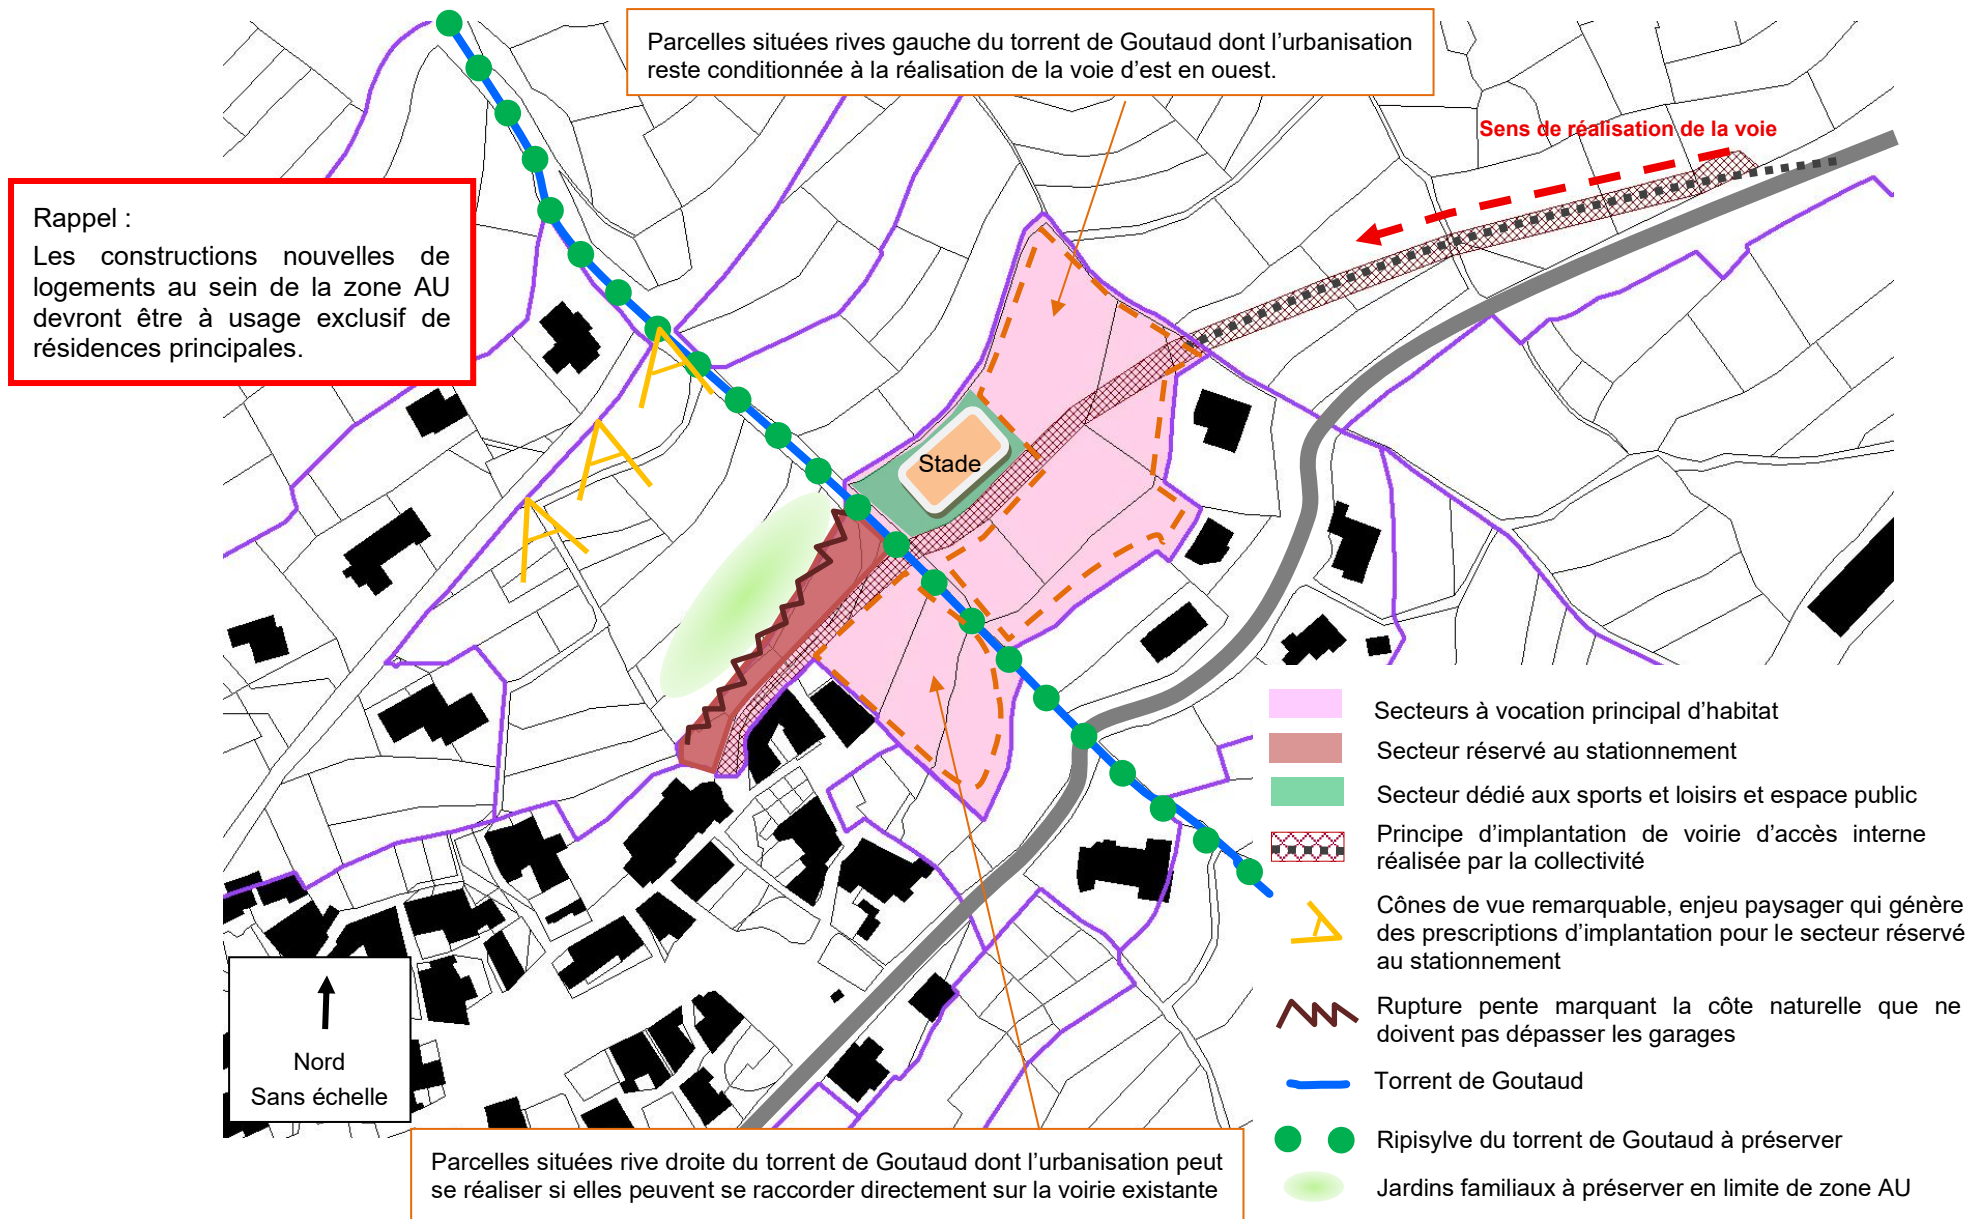 Parcelles situées rives gauche du torrent de Goutaud dont l’urbanisation
reste conditionnée à la réalisation de la voie d’est en ouest.
Sens de réalisation de la voie
Rappel :
Les constructions nouvelles de
logements au sein de la zone AU
devront être à usage exclusif de
résidences principales.
Stade
Secteurs à vocation principal d’habitat
Secteur réservé au stationnement
Secteur dédié aux sports et loisirs et espace public
Principe d’implantation de voirie d’accès interne
réalisée par la collectivité
Cônes de vue remarquable, enjeu paysager qui génère
des prescriptions d’implantation pour le secteur réservé
au stationnement
Rupture pente marquant la côte naturelle que ne
doivent pas dépasser les garages
Torrent de Goutaud
Ripisylve du torrent de Goutaud à préserver
Jardins familiaux à préserver en limite de zone AU
Nord
Sans échelle
Parcelles situées rive droite du torrent de Goutaud dont l’urbanisation peut
se réaliser si elles peuvent se raccorder directement sur la voirie existante